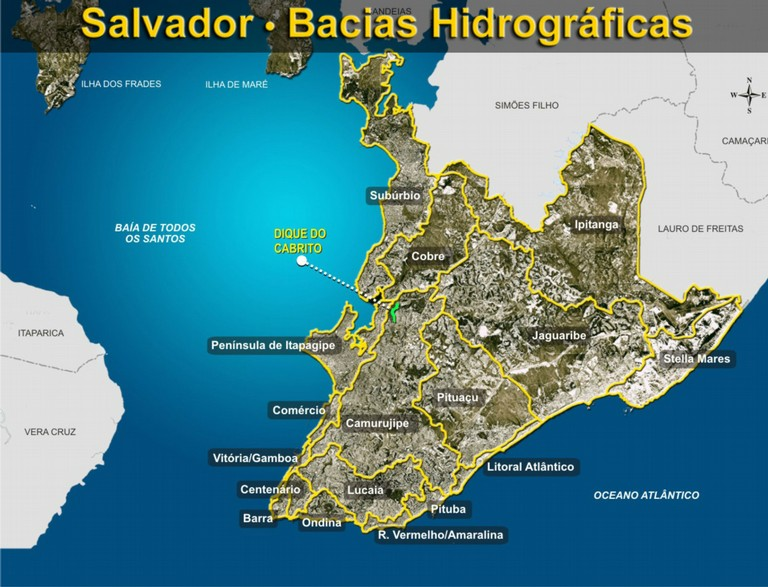 Salvador • Bacias Hidrográficas
ILHA DOS FRADES
ILHA DE MARÉ
SIMÕES FILHO
N
W E
S
CAMAÇARI
Subúrbio
Ipitanga
BAÍA DE TODOS
OS SANTOS
DIQUE DO
CABRITO
LAURO DE FREITAS
Cobre
ITAPARICA
Península de Itapagipe
Jaguaribe
Stella Mares
Pituaçu
Comércio
Camurujipe
VERA CRUZ
Vitória/Gamboa
Litoral Atlântico
Centenário
Lucaia
OCEANO ATLÂNTICO
Pituba
Barra
Ondina
R. Vermelho/Amaralina